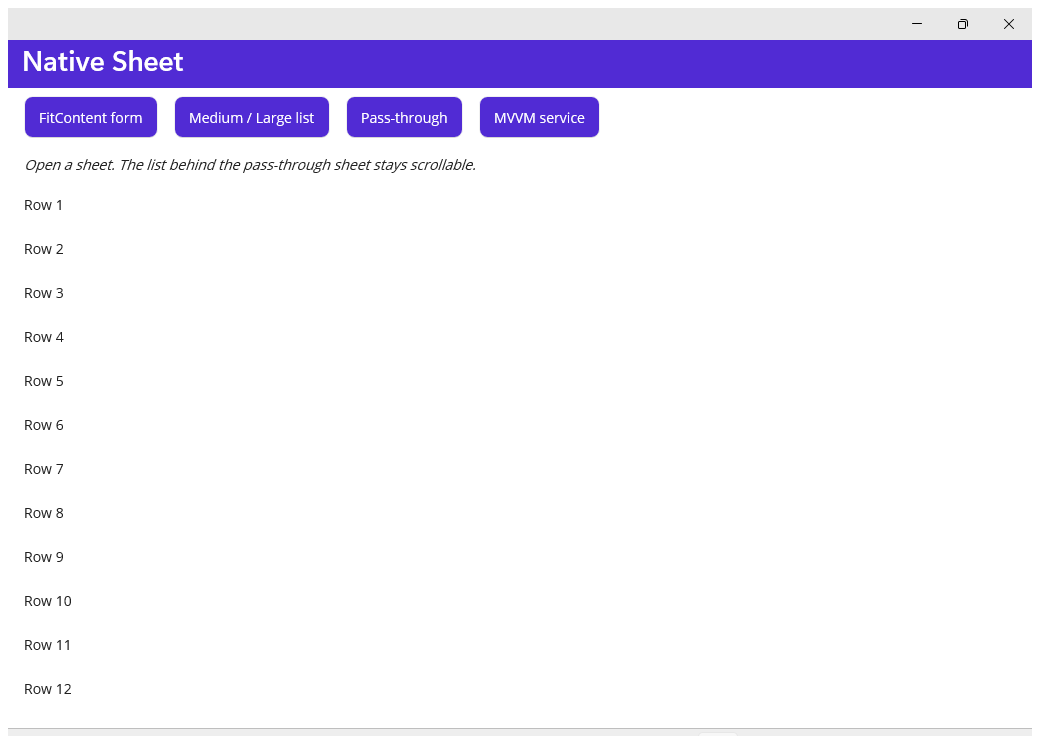 Native Sheet
FitContent form
Medium / Large list
Pass-through
MVVM service
Open a sheet. The list behind the pass-through sheet stays scrollable.
Row 1
Row 2
Row 3
Row 4
Row 5
Row 6
Row 7
Row 8
Row 9
Row 10
Row 11
Row 12